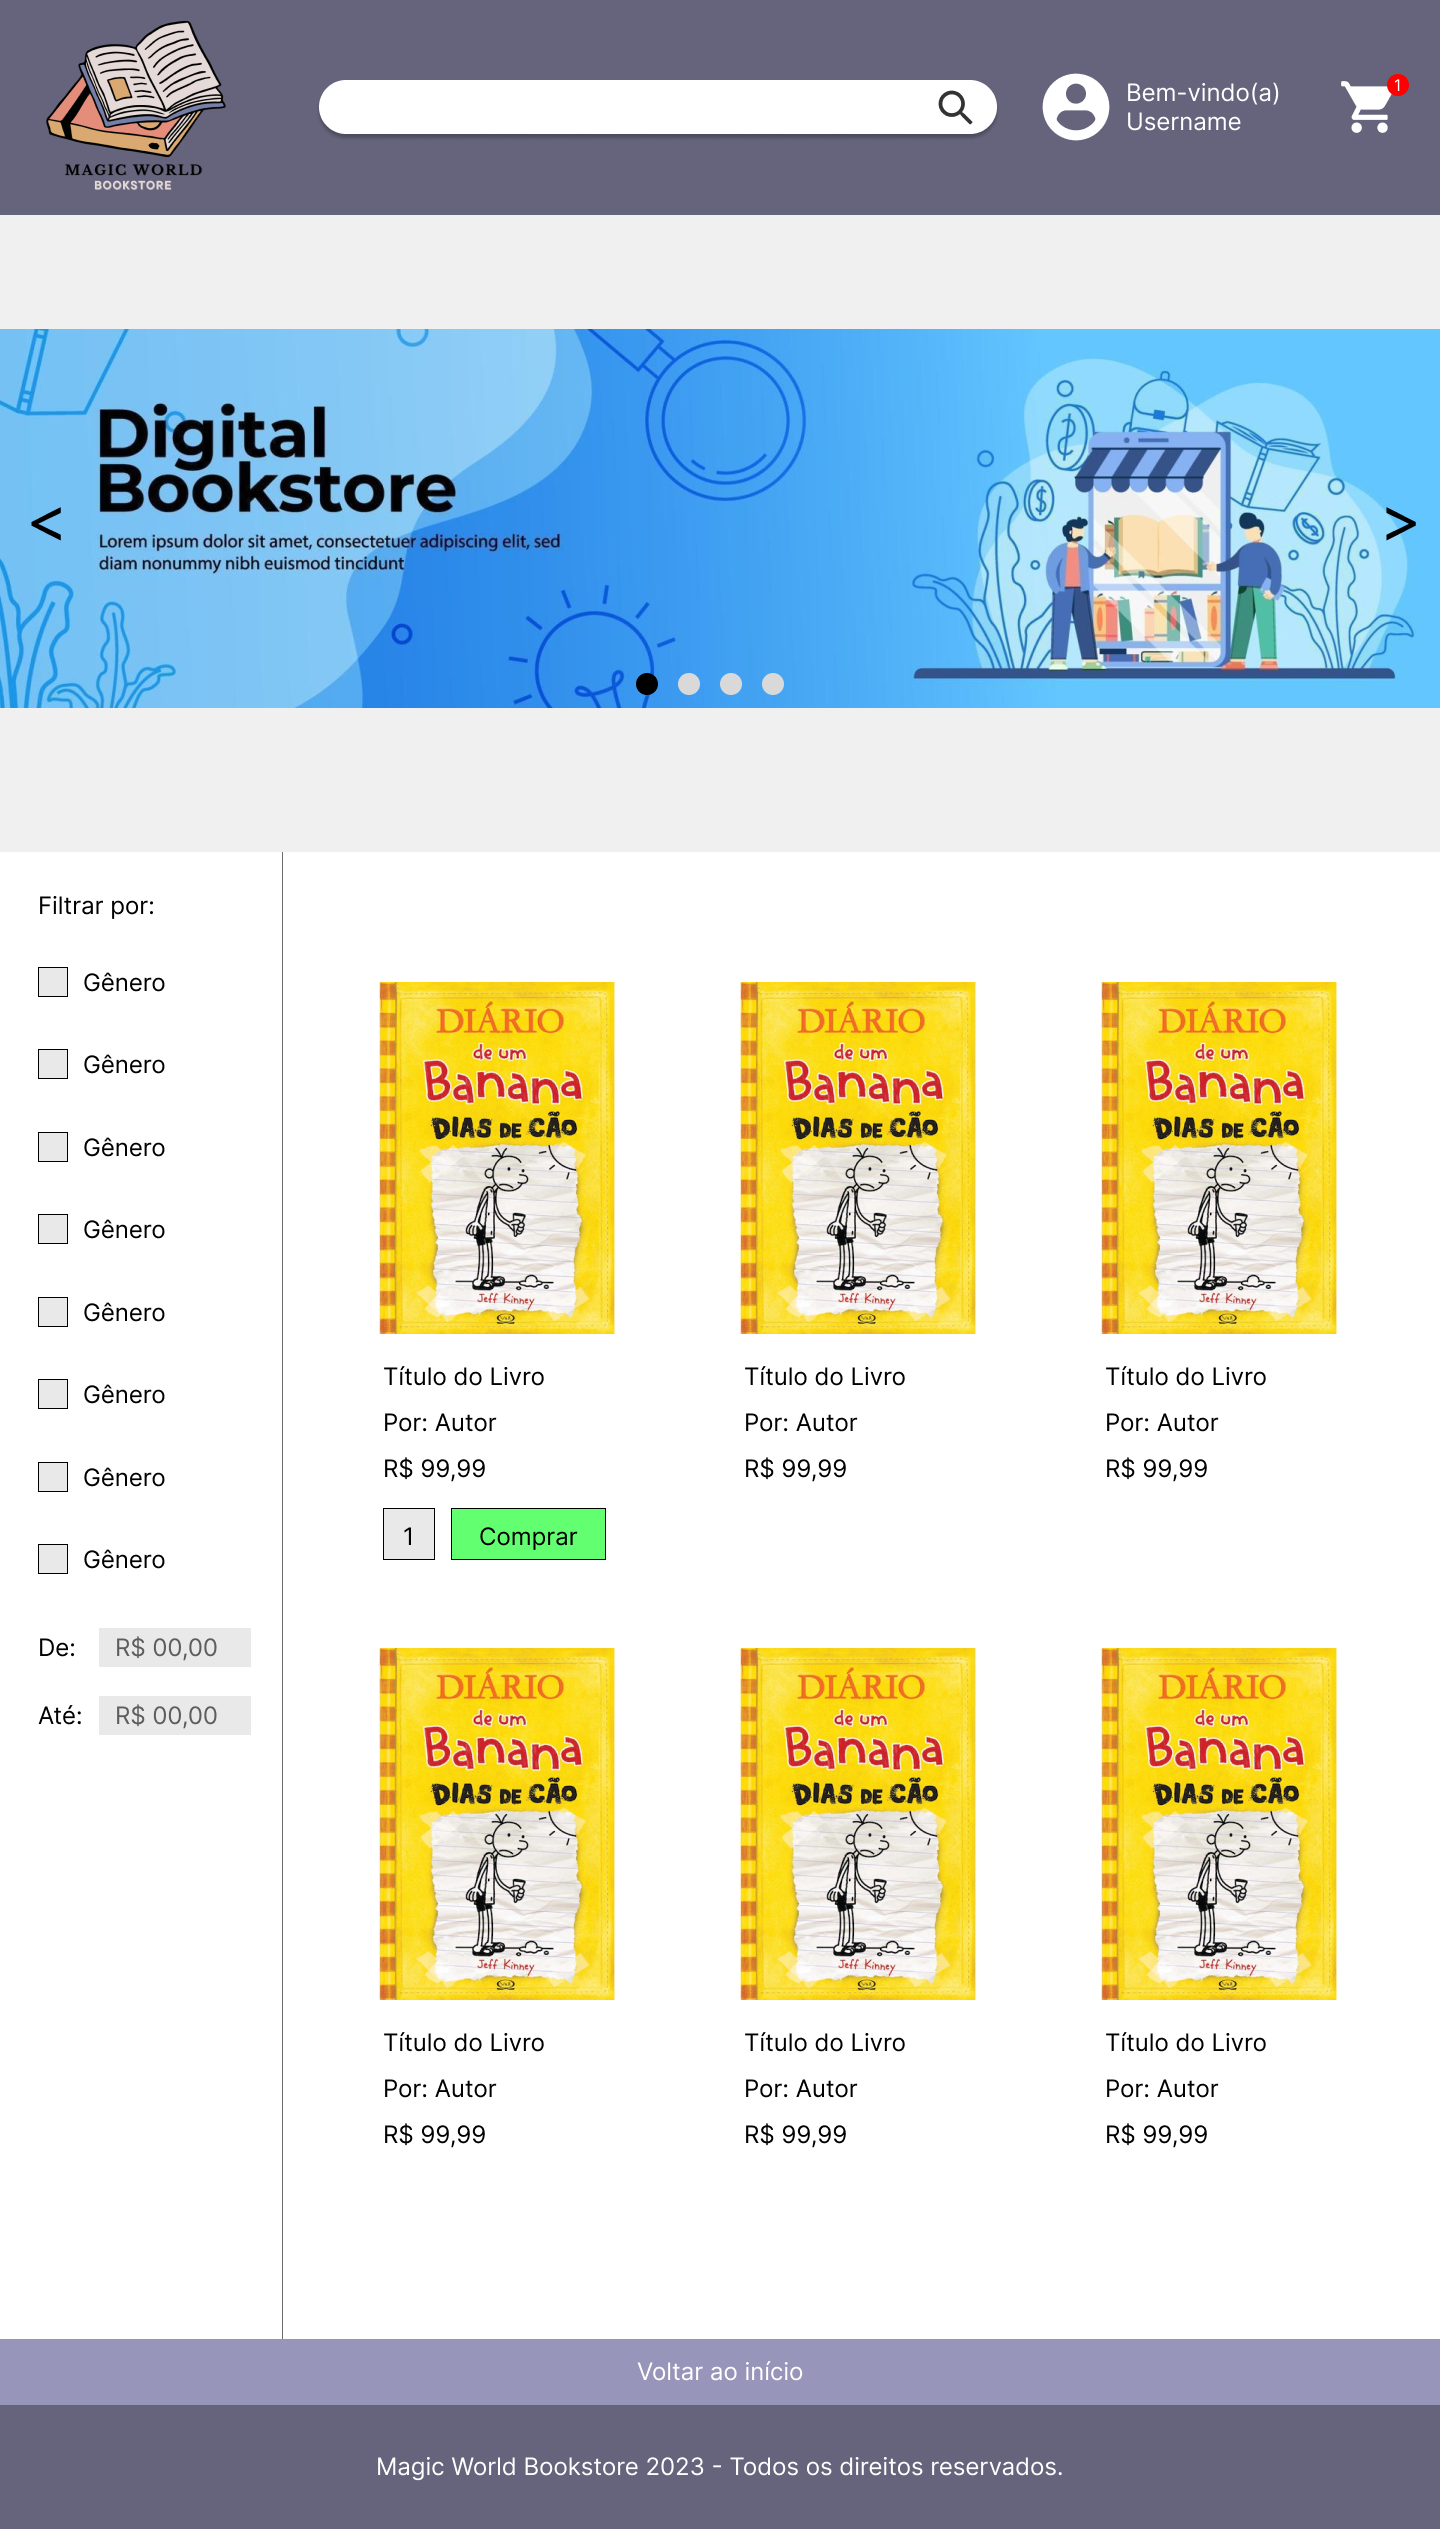 MAGIC WORLD
BOOKSTORE
Bem-vindo(a)
Username
1
Digital
Bookstore
Lorem ipsum dolor sit amet, consectetuer adipiscing elit, sed
diam nonummy nibh euismod tincidunt
<
>
Filtrar por:
Gênero
Gênero
Gênero
Gênero
Gênero
Gênero
Gênero
Gênero
De: R$ 00,00
Até: R$ 00,00
DIÁRIO
de um
Banana
DIAS DE CÃO
Jeff Kinney
Título do Livro
Por: Autor
R$ 99,99
1 Comprar
DIÁRIO
de um
Banana
DIAS DE CÃO
Jeff Kinney
Título do Livro
Por: Autor
R$ 99,99
DIÁRIO
de um
Banana
DIAS DE CÃO
Jeff Kinney
Título do Livro
Por: Autor
R$ 99,99
DIÁRIO
de um
Banana
DIAS DE CÃO
Jeff Kinney
Título do Livro
Por: Autor
R$ 99,99
DIÁRIO
de um
Banana
DIAS DE CÃO
Jeff Kinney
Título do Livro
Por: Autor
R$ 99,99
DIÁRIO
de um
Banana
DIAS DE CÃO
Jeff Kinney
Título do Livro
Por: Autor
R$ 99,99
Voltar ao início
Magic World Bookstore 2023 - Todos os direitos reservados.